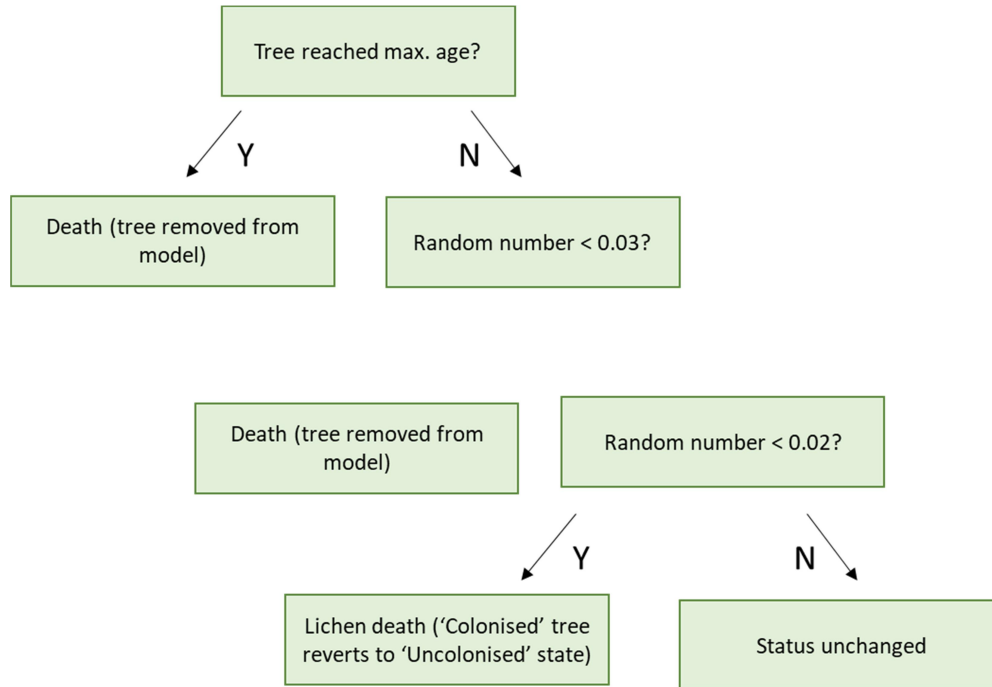 Tree reached max. age?
Y
N
Death (tree removed from
model)
Random number < 0.03?
Death (tree removed from
model)
Random number < 0.02?
Y
N
Lichen death (‘Colonised’ tree
reverts to ‘Uncolonised’ state)
Status unchanged